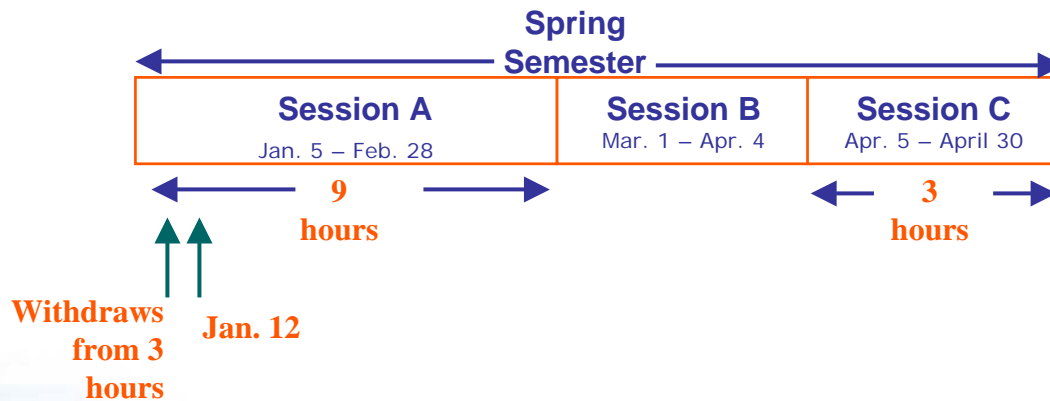 Spring
Semester
Session A
Jan. 5 – Feb. 28
Session B
Mar. 1 – Apr. 4
Session C
Apr. 5 – April 30
9
hours
3
hours
Withdraws
from 3
hours
Jan. 12